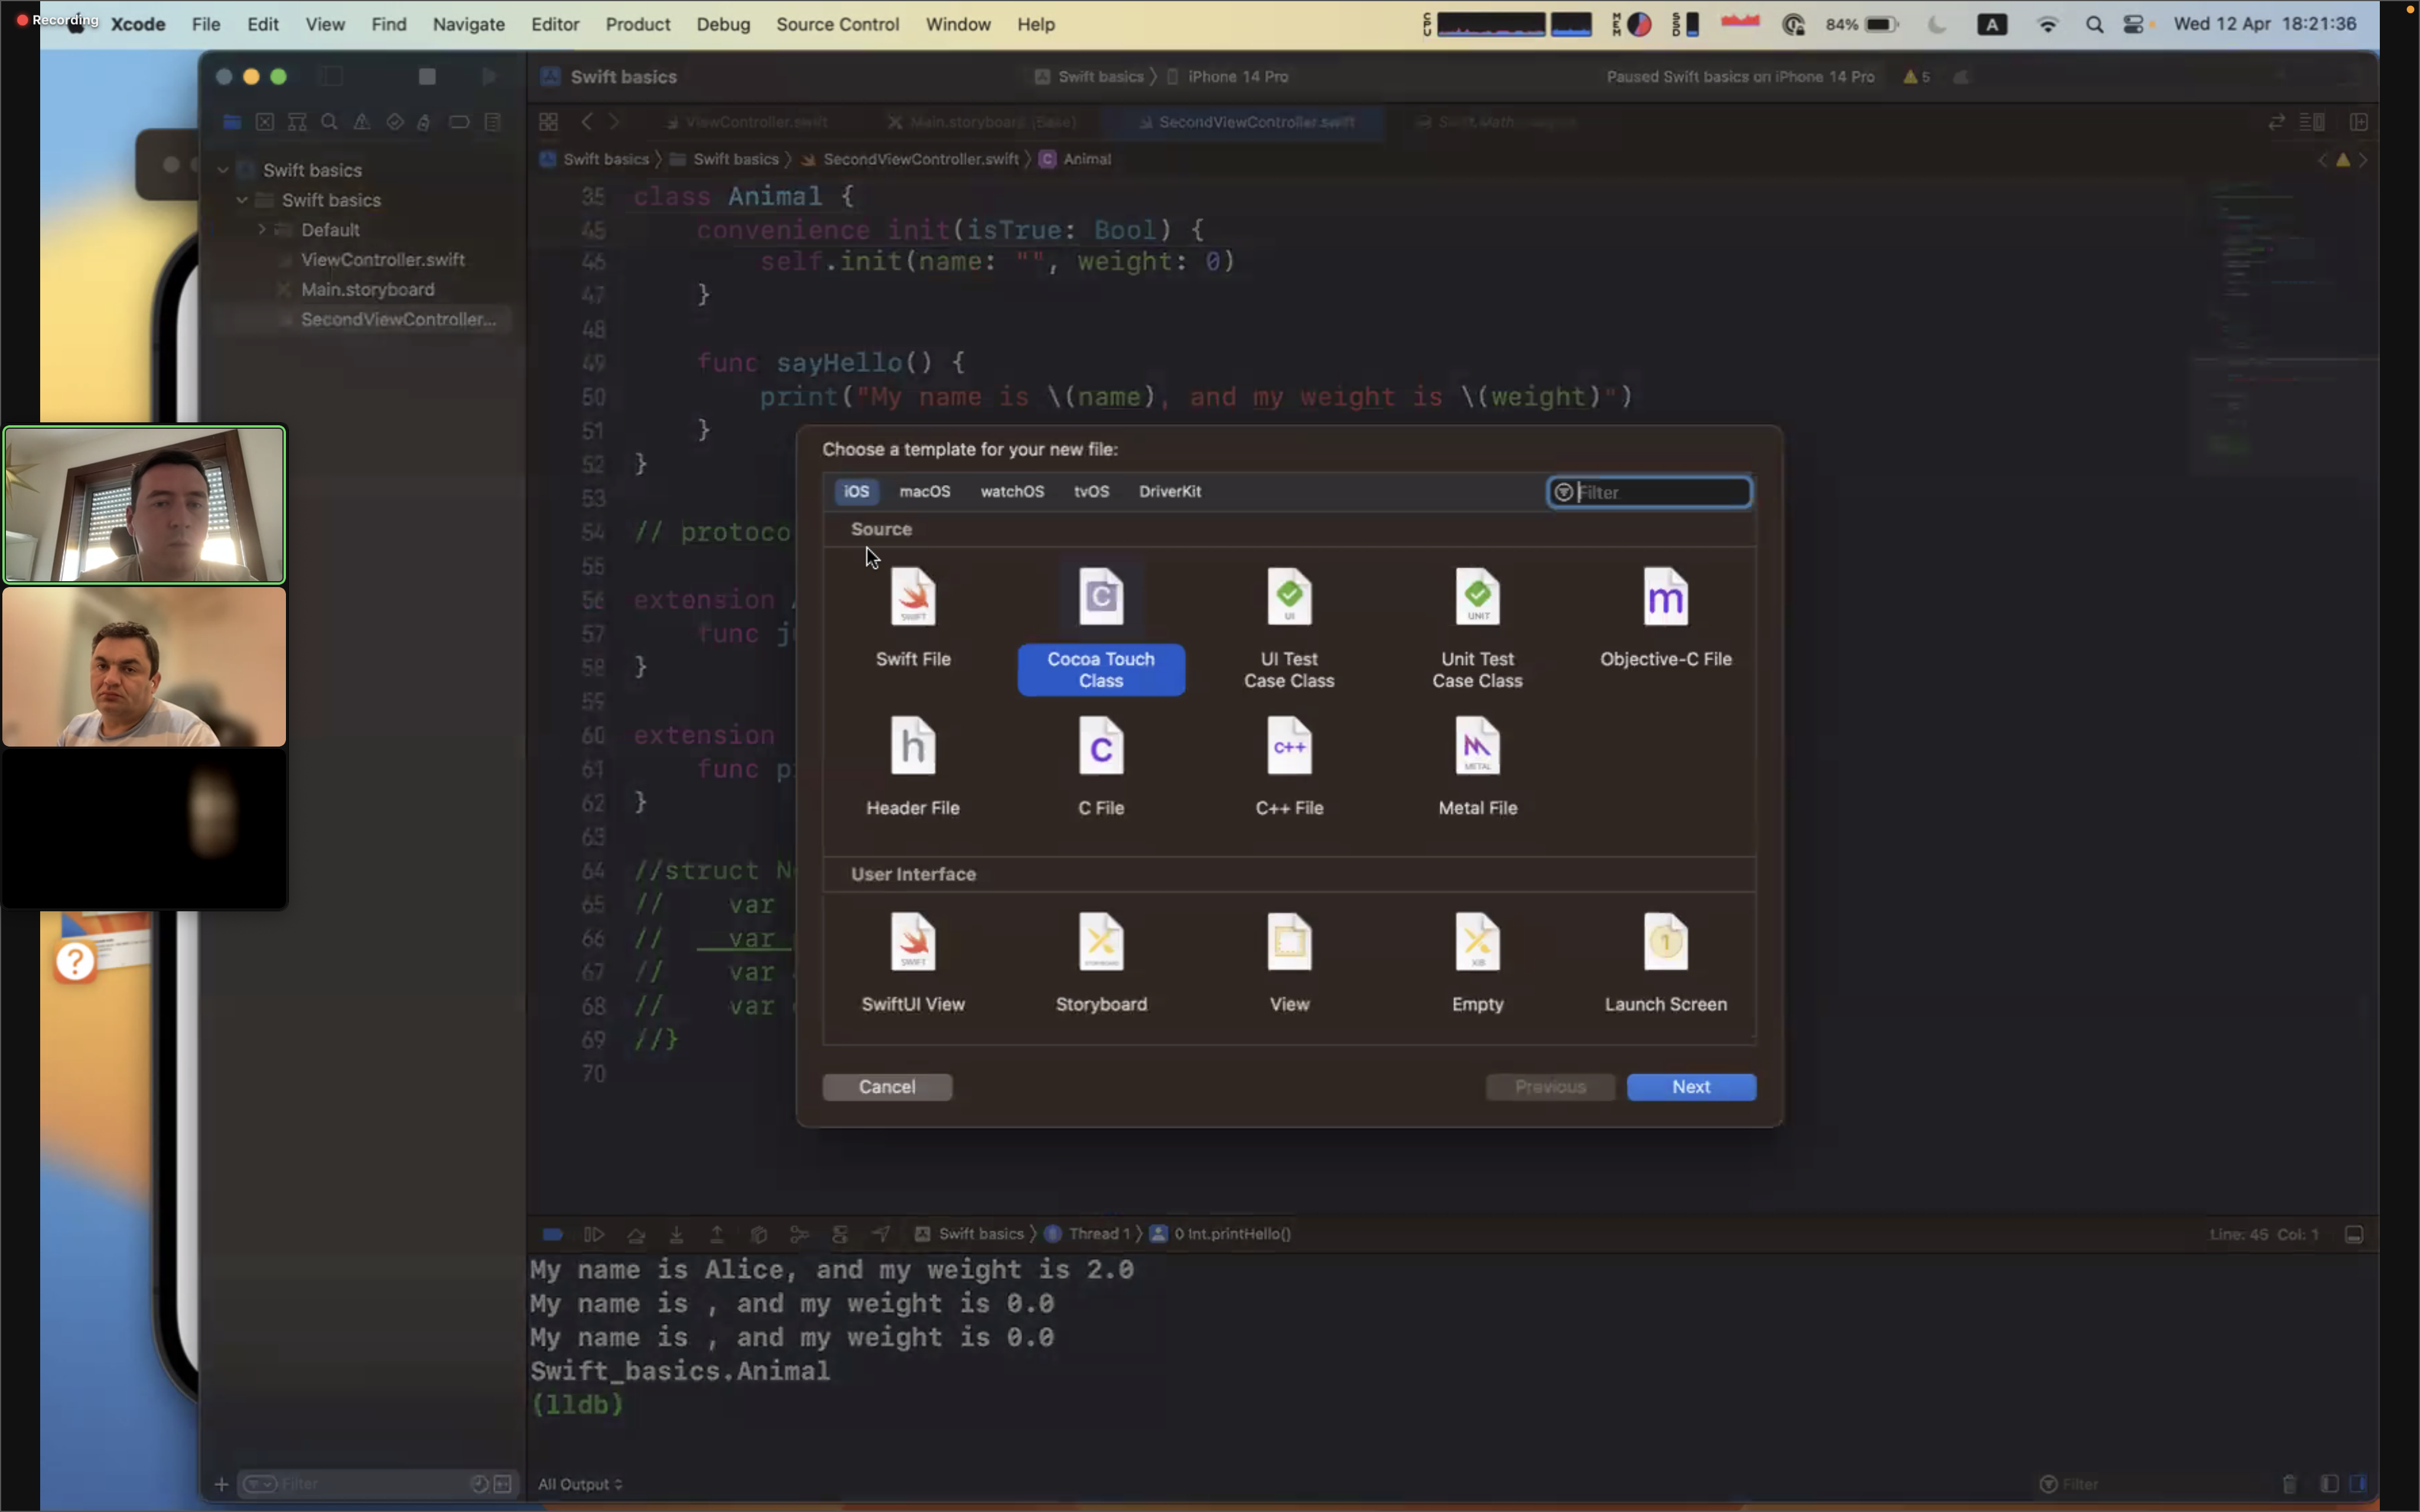 Recording
Xcode File Edit View Find Navigate Editor Product Debug Source Control Window Help
CPU MEM SSD 84% A Wed 12 Apr 18:21:36
Swift basics
Swift basics 〉 iPhone 14 Pro
Paused Swift basics on iPhone 14 Pro
5
ViewController.swift
Main.storyboard (Base)
SecondViewController.swift
Swift basics 〉 Swift basics 〉 SecondViewController.swift 〉 C Animal
Swift basics
Swift basics
Default
ViewController.swift
Main.storyboard
SecondViewController...
35 class Animal {
45 convenience init(isTrue: Bool) {
46 self.init(name: "", weight: 0)
47 }
48
49 func sayHello() {
50 print("My name is \(name), and my weight is \(weight)")
51 }
52 }
53
54 // protoco
55
56 extension
57 func j
58 }
59
60 extension
61 func p
62 }
63
64 //struct N
65 // var
66 // var
67 // var
68 // var
69 //}
70
Choose a template for your new file:
iOS macOS watchOS tvOS DriverKit
Filter
Source
SWIFT
C
UI
UNIT
m
Swift File
Cocoa Touch Class
UI Test Case Class
Unit Test Case Class
Objective-C File
h
C
C++
METAL
Header File
C File
C++ File
Metal File
User Interface
SWIFT
STORYBOARD
XIB
1
SwiftUI View
Storyboard
View
Empty
Launch Screen
Cancel
Previous
Next
?
Swift basics 〉 Thread 1 〉 0 Int.printHello()
Line: 45 Col: 1
My name is Alice, and my weight is 2.0
My name is , and my weight is 0.0
My name is , and my weight is 0.0
Swift_basics.Animal
(lldb)
Filter
All Output
Filter